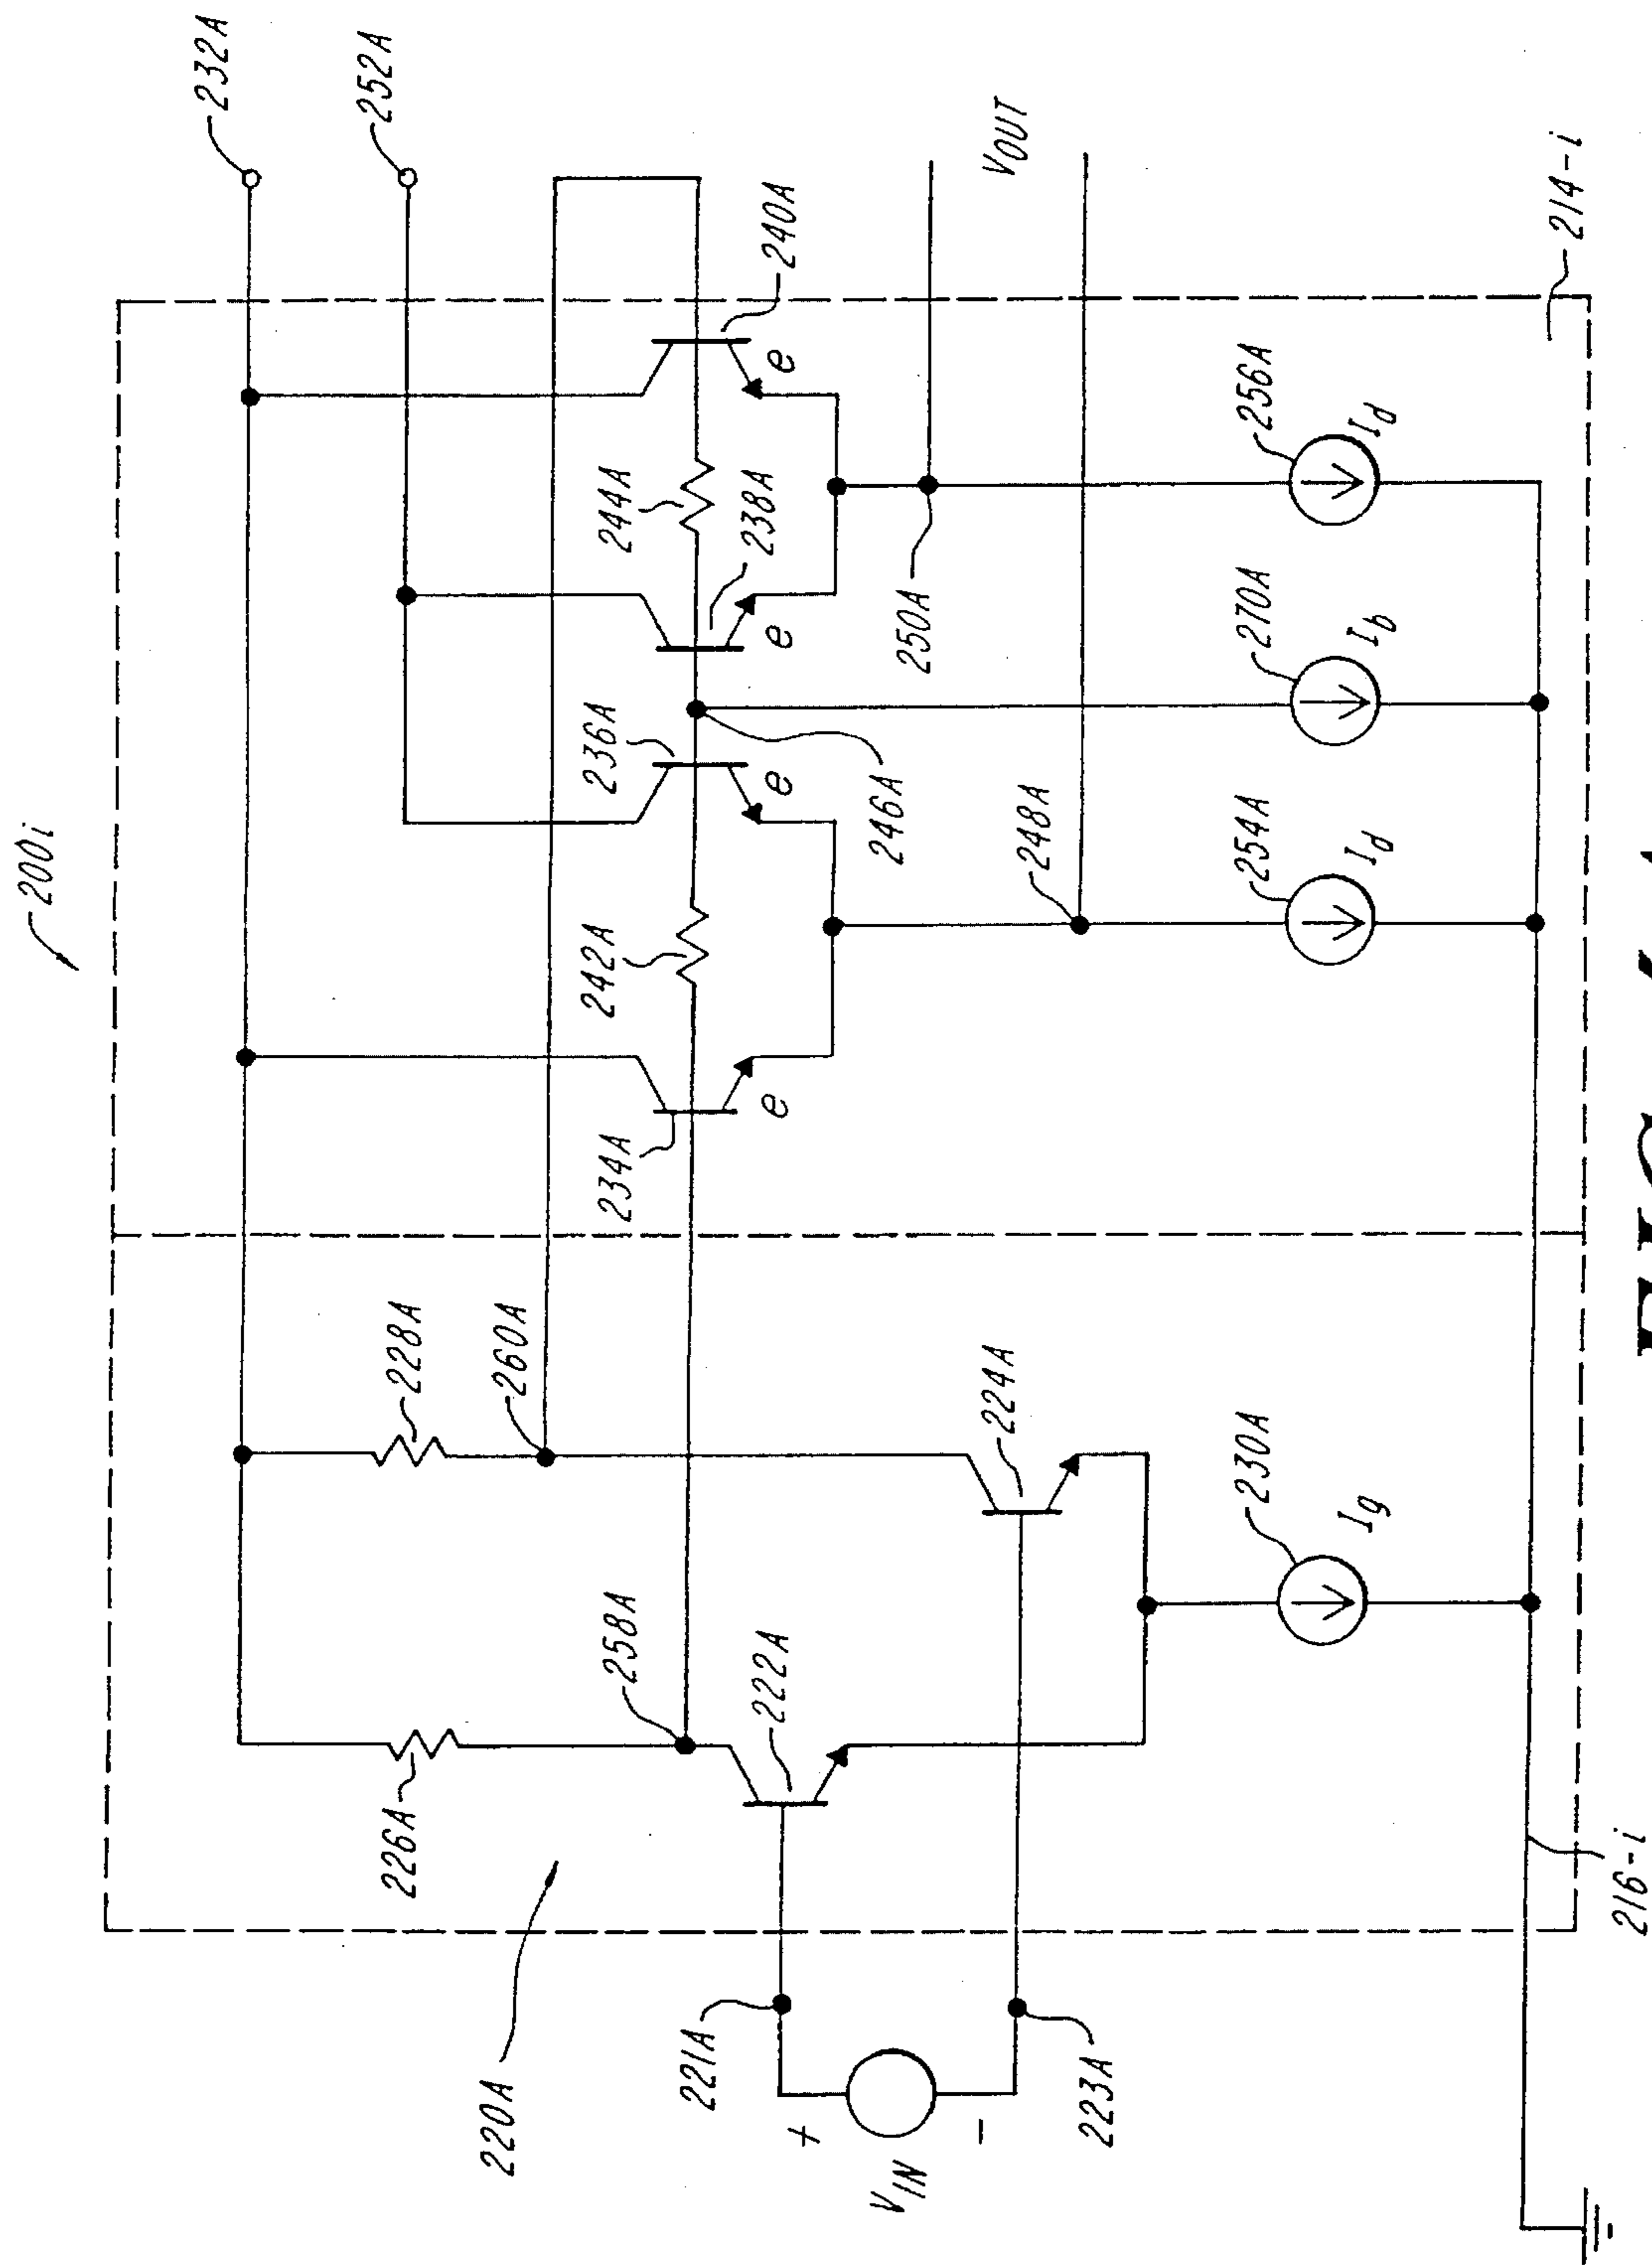 200i
232A
252A
228A
260A
226A
258A
222A
224A
220A
221A
223A
+
VIN
-
230A
Ig
234A
e
242A
236A
e
238A
e
244A
240A
e
246A
248A
250A
VOUT
254A
Id
270A
Ib
256A
Id
214-i
216-i